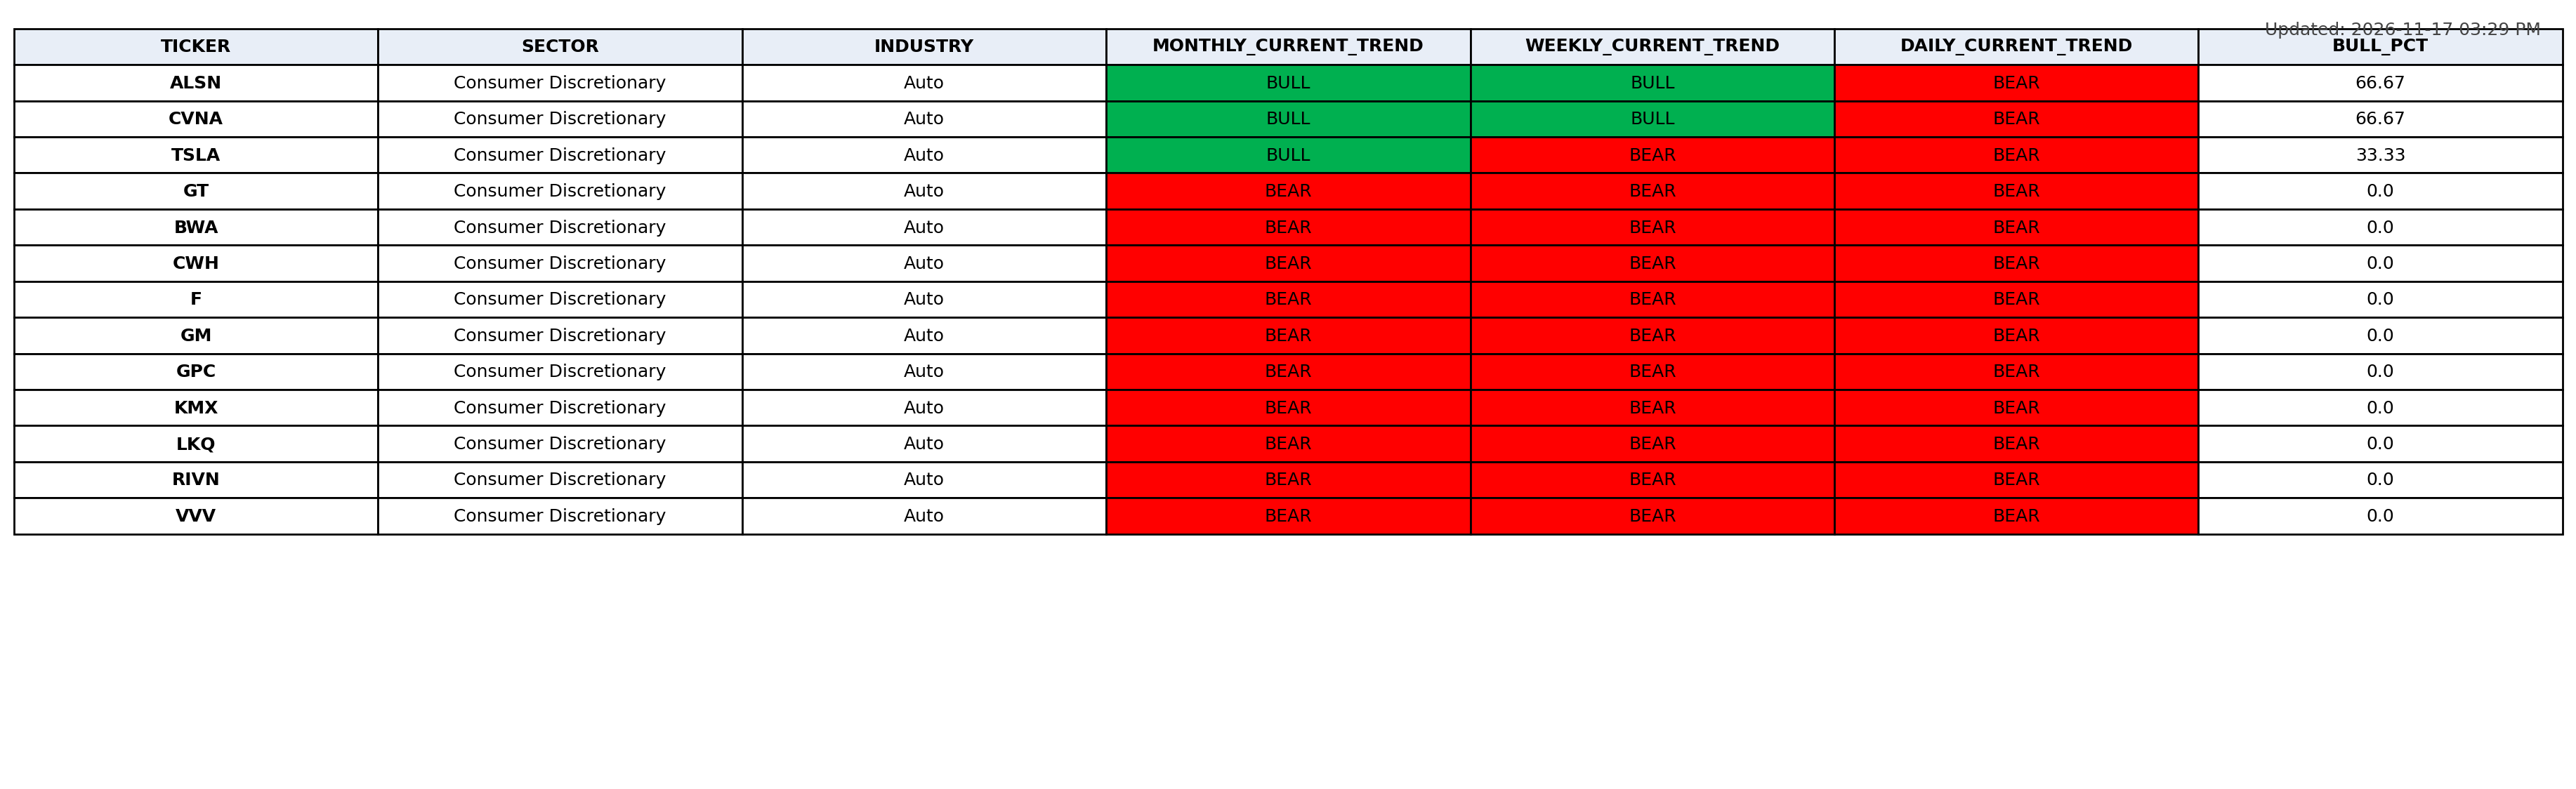 Updated: 2026-11-17 03:29 PM
TICKER SECTOR INDUSTRY MONTHLY_CURRENT_TREND WEEKLY_CURRENT_TREND DAILY_CURRENT_TREND BULL_PCT
ALSN Consumer Discretionary Auto BULL BULL BEAR 66.67
CVNA Consumer Discretionary Auto BULL BULL BEAR 66.67
TSLA Consumer Discretionary Auto BULL BEAR BEAR 33.33
GT Consumer Discretionary Auto BEAR BEAR BEAR 0.0
BWA Consumer Discretionary Auto BEAR BEAR BEAR 0.0
CWH Consumer Discretionary Auto BEAR BEAR BEAR 0.0
F Consumer Discretionary Auto BEAR BEAR BEAR 0.0
GM Consumer Discretionary Auto BEAR BEAR BEAR 0.0
GPC Consumer Discretionary Auto BEAR BEAR BEAR 0.0
KMX Consumer Discretionary Auto BEAR BEAR BEAR 0.0
LKQ Consumer Discretionary Auto BEAR BEAR BEAR 0.0
RIVN Consumer Discretionary Auto BEAR BEAR BEAR 0.0
VVV Consumer Discretionary Auto BEAR BEAR BEAR 0.0